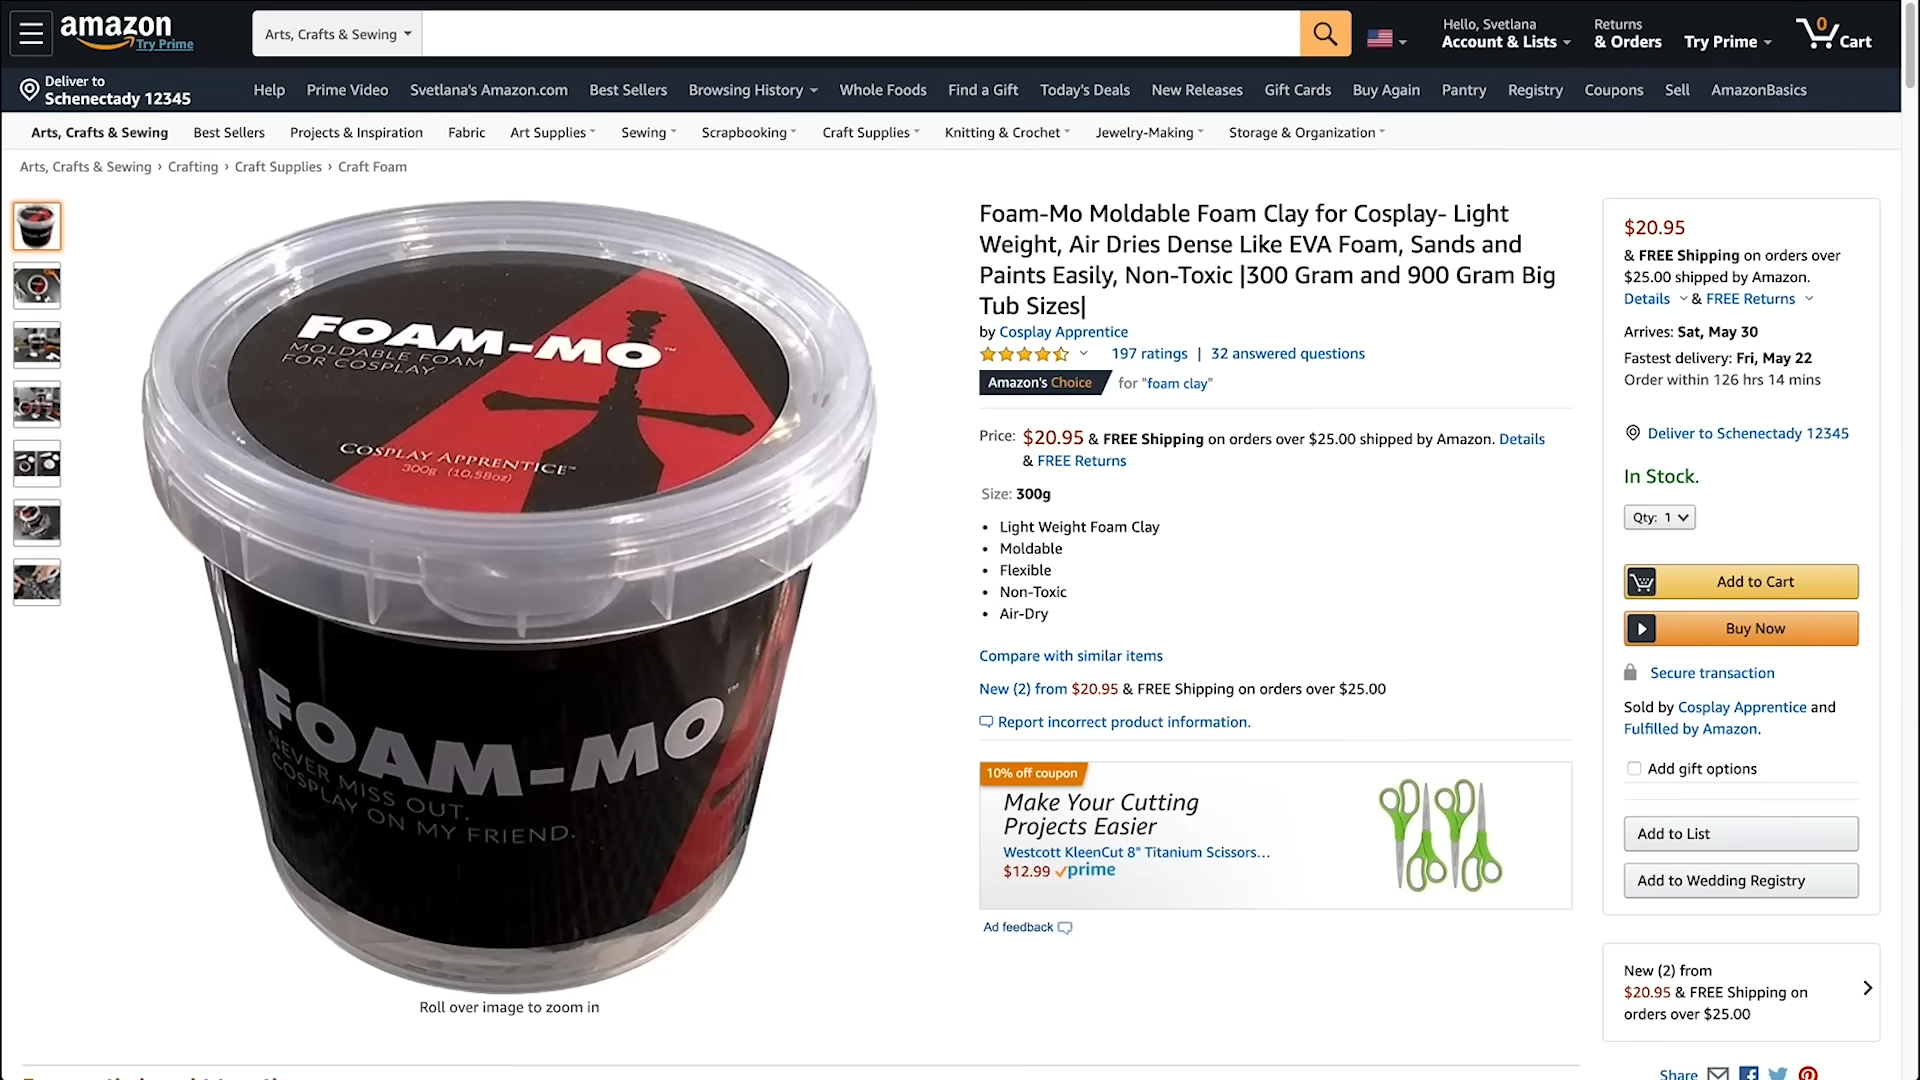 amazon
Try Prime
Arts, Crafts & Sewing
Hello, Svetlana
Account & Lists
Returns
& Orders
Try Prime
0
Cart
Deliver to
Schenectady 12345
Help
Prime Video
Svetlana's Amazon.com
Best Sellers
Browsing History
Whole Foods
Find a Gift
Today's Deals
New Releases
Gift Cards
Buy Again
Pantry
Registry
Coupons
Sell
AmazonBasics
Arts, Crafts & Sewing
Best Sellers
Projects & Inspiration
Fabric
Art Supplies
Sewing
Scrapbooking
Craft Supplies
Knitting & Crochet
Jewelry-Making
Storage & Organization
Arts, Crafts & Sewing › Crafting › Craft Supplies › Craft Foam
FOAM-MO™
MOLDABLE FOAM
FOR COSPLAY
COSPLAY APPRENTICE™
300g (10.58oz)
FOAM-MO™
NEVER MISS OUT.
COSPLAY ON MY FRIEND.
Roll over image to zoom in
Foam-Mo Moldable Foam Clay for Cosplay- Light
Weight, Air Dries Dense Like EVA Foam, Sands and
Paints Easily, Non-Toxic |300 Gram and 900 Gram Big
Tub Sizes|
by Cosplay Apprentice
197 ratings | 32 answered questions
Amazon's Choice for "foam clay"
Price: $20.95 & FREE Shipping on orders over $25.00 shipped by Amazon. Details
& FREE Returns
Size: 300g
• Light Weight Foam Clay
• Moldable
• Flexible
• Non-Toxic
• Air-Dry
Compare with similar items
New (2) from $20.95 & FREE Shipping on orders over $25.00
Report incorrect product information.
10% off coupon
Make Your Cutting
Projects Easier
Westcott KleenCut 8" Titanium Scissors…
$12.99 prime
Ad feedback
$20.95
& FREE Shipping on orders over
$25.00 shipped by Amazon.
Details & FREE Returns
Arrives: Sat, May 30
Fastest delivery: Fri, May 22
Order within 126 hrs 14 mins
Deliver to Schenectady 12345
In Stock.
Qty: 1
Add to Cart
Buy Now
Secure transaction
Sold by Cosplay Apprentice and
Fulfilled by Amazon.
Add gift options
Add to List
Add to Wedding Registry
New (2) from
$20.95 & FREE Shipping on
orders over $25.00
Share